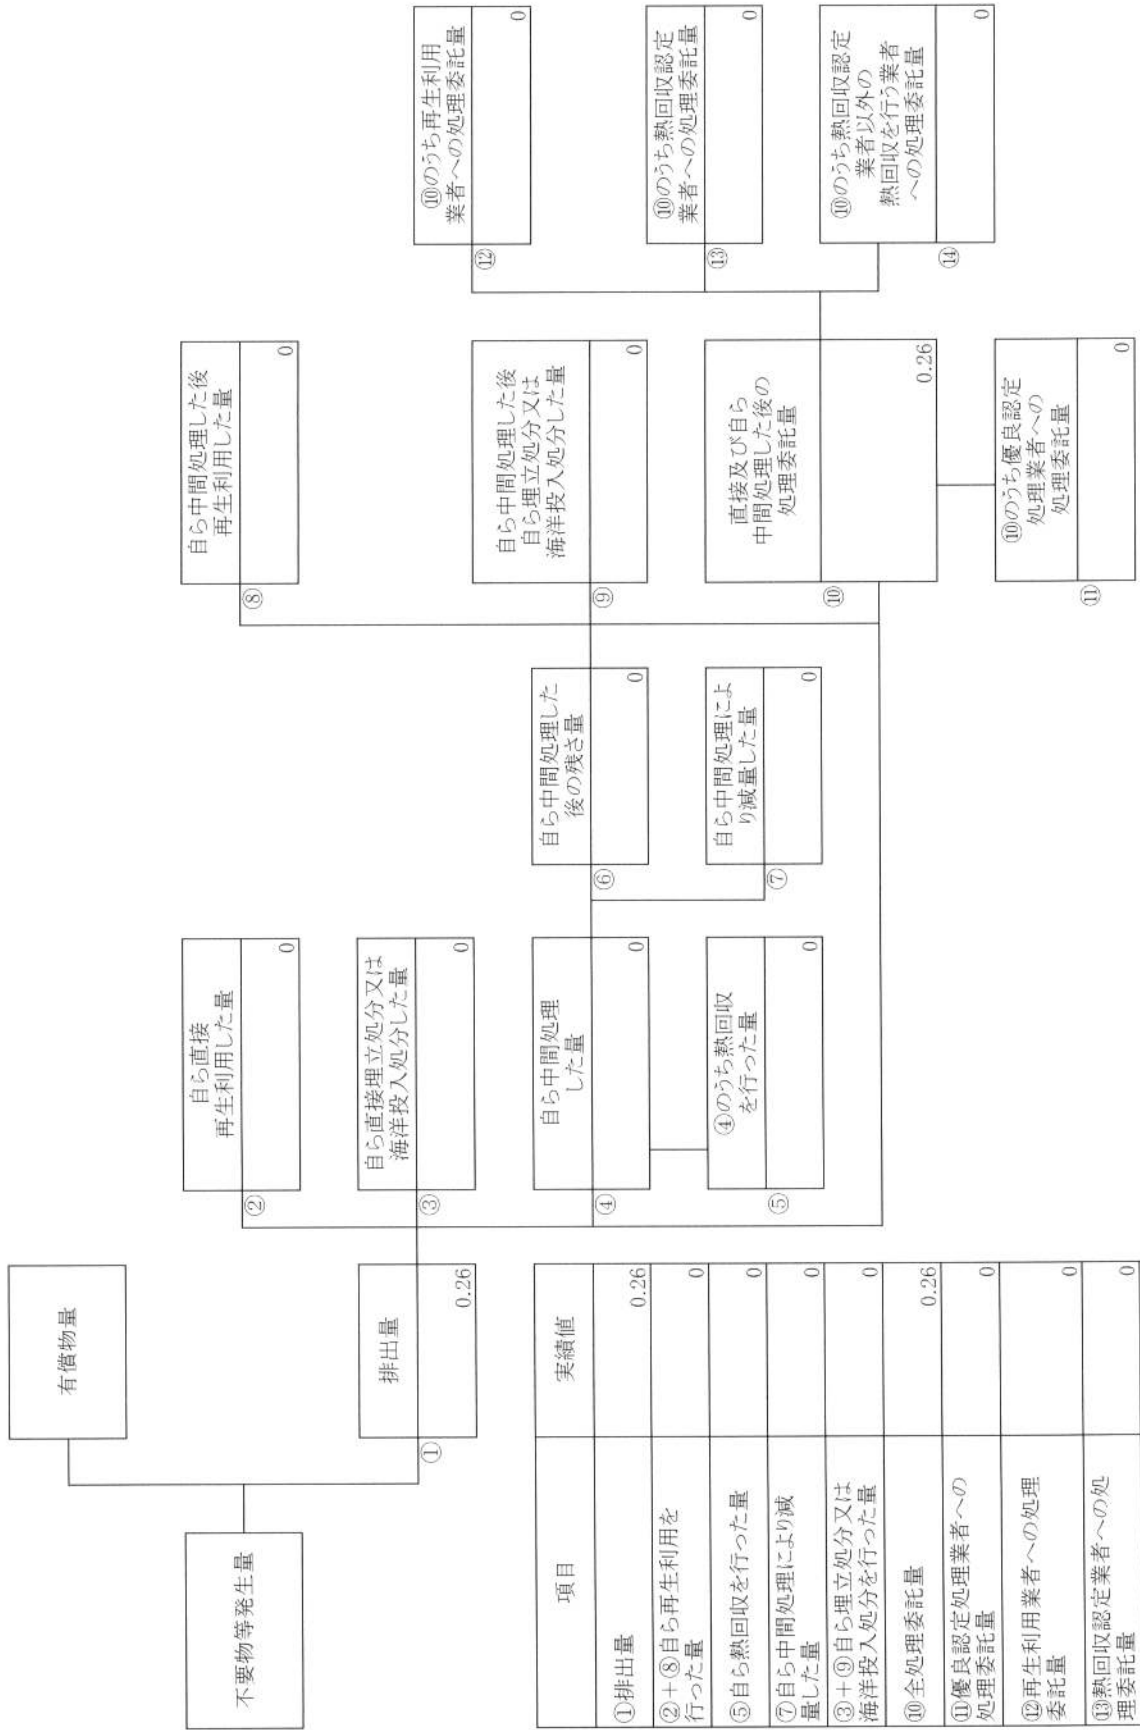 不要物等発生量
有償物量
排出量
①
0.26
自ら直接
再生利用した量
②
0
自ら直接埋立処分又は
海洋投入処分した量
③
0
自ら中間処理
した量
④
0
④のうち熱回収
を行った量
⑤
0
自ら中間処理した
後の残さ量
⑥
0
自ら中間処理によ
り減量した量
⑦
0
自ら中間処理した後
再生利用した量
⑧
0
自ら中間処理した後
自ら埋立処分又は
海洋投入処分した量
⑨
0
直接及び自ら
中間処理した後の
処理委託量
⑩
0.26
⑩のうち優良認定
処理業者への
処理委託量
⑪
0
⑩のうち再生利用
業者への処理委託量
⑫
0
⑩のうち熱回収認定
業者への処理委託量
⑬
0
⑩のうち熱回収認定
業者以外の
熱回収を行う業者
への処理委託量
⑭
0
項目 実績値
①排出量 0.26
②+⑧自ら再生利用を
行った量 0
⑤自ら熱回収を行った量 0
⑦自ら中間処理により減
量した量 0
③+⑨自ら埋立処分又は
海洋投入処分を行った量 0
⑩全処理委託量 0.26
⑪優良認定処理業者への
処理委託量 0
⑫再生利用業者への処理
委託量 0
⑬熱回収認定業者への処
理委託量 0